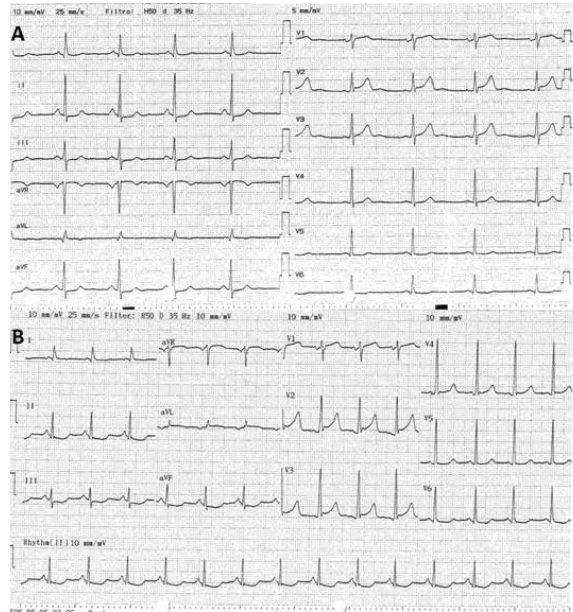 10 mm/mV 25 mm/s Filtro: H50 d 35 Hz 5 mm/mV
A
V1
II V2
III V3
aVR V4
aVL V5
aVF V6
10 mm/mV 25 mm/s Filter: H50 D 35 Hz 10 mm/mV 10 mm/mV 10 mm/mV
B
I aVR V1 V4
II aVL V2 V5
III aVF V3 V6
Rhythm[II]10 mm/mV